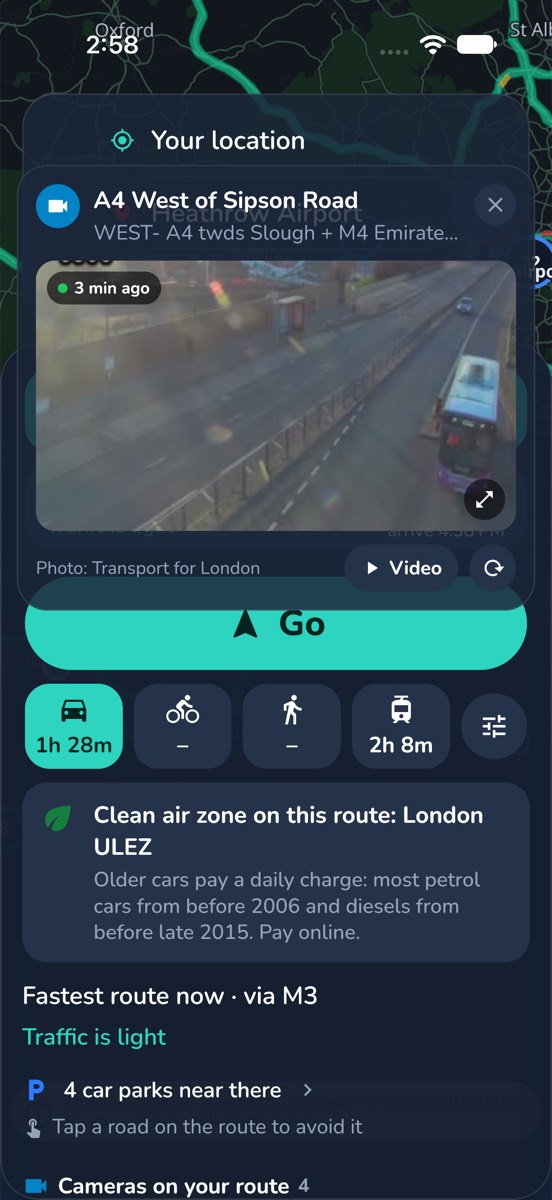 Oxford
St Alb
2:58
Your location
A4 West of Sipson Road
Heathrow Airport
WEST- A4 twds Slough + M4 Emirate...
3 min ago
arrive 4:36 PM
Photo: Transport for London
Video
Go
1h 28m
–
–
2h 8m
Clean air zone on this route: London
ULEZ
Older cars pay a daily charge: most petrol
cars from before 2006 and diesels from
before late 2015. Pay online.
Fastest route now · via M3
Traffic is light
P 4 car parks near there
Tap a road on the route to avoid it
Cameras on your route 4